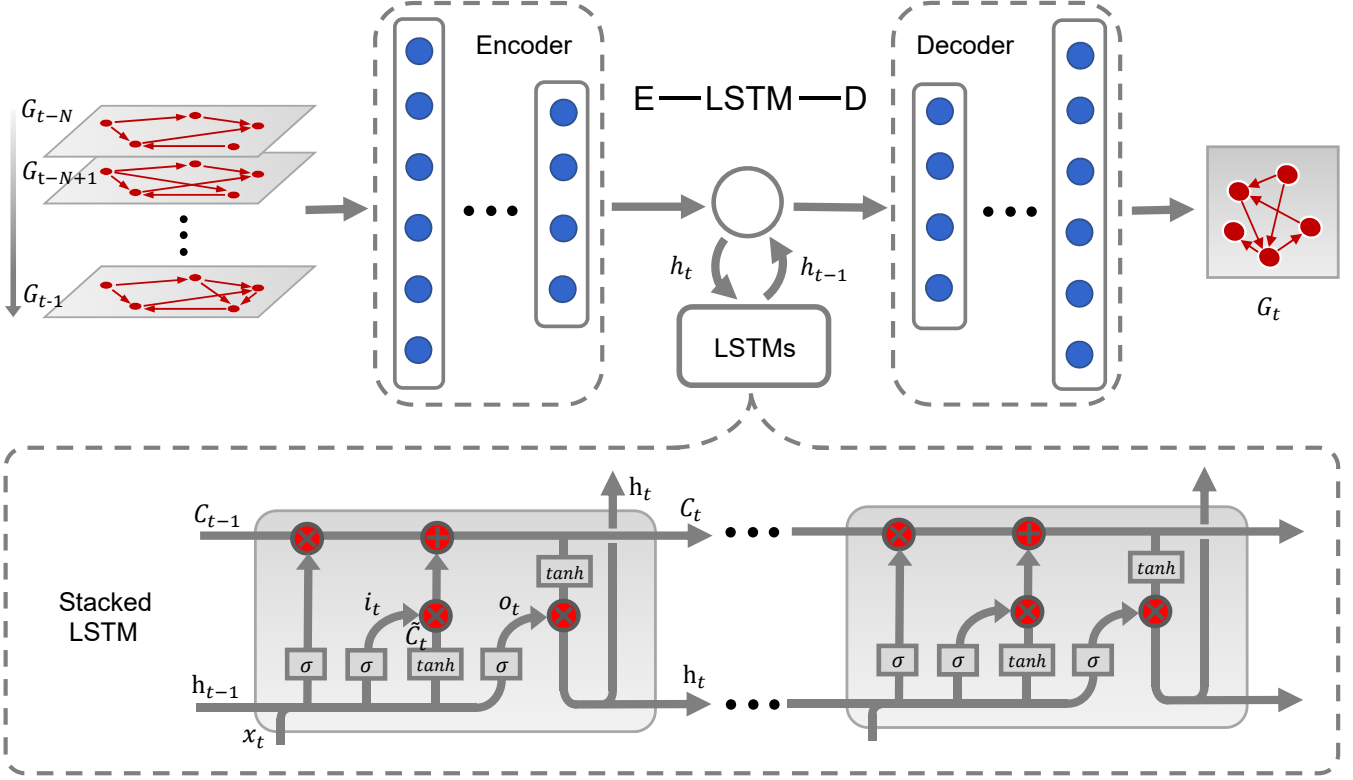 Encoder
Decoder
E—LSTM—D
G_{t−N}
G_{t−N+1}
G_{t-1}
h_t
h_{t−1}
G_t
LSTMs
h_t
C_{t−1}
C_t
tanh
tanh
i_t
o_t
C̃_t
Stacked
LSTM
σ
σ
tanh
σ
σ
σ
tanh
σ
h_{t−1}
h_t
x_t